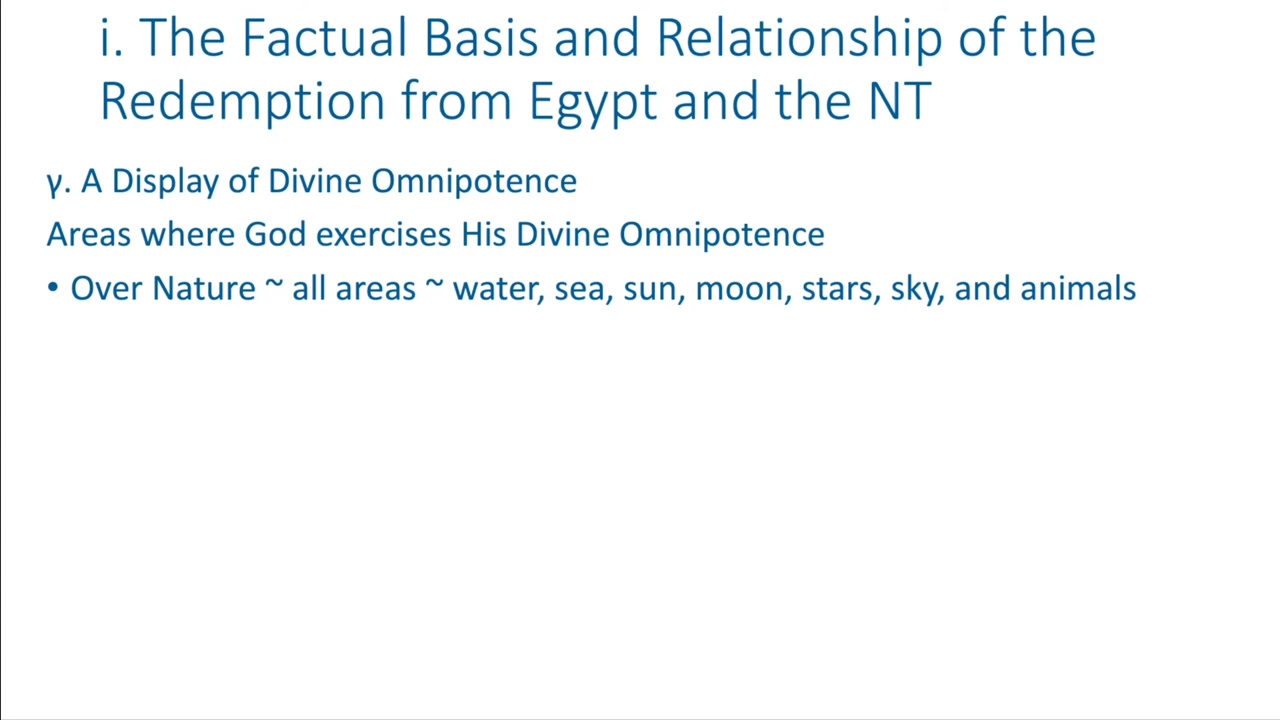 i. The Factual Basis and Relationship of the
Redemption from Egypt and the NT
γ. A Display of Divine Omnipotence
Areas where God exercises His Divine Omnipotence
• Over Nature ~ all areas ~ water, sea, sun, moon, stars, sky, and animals